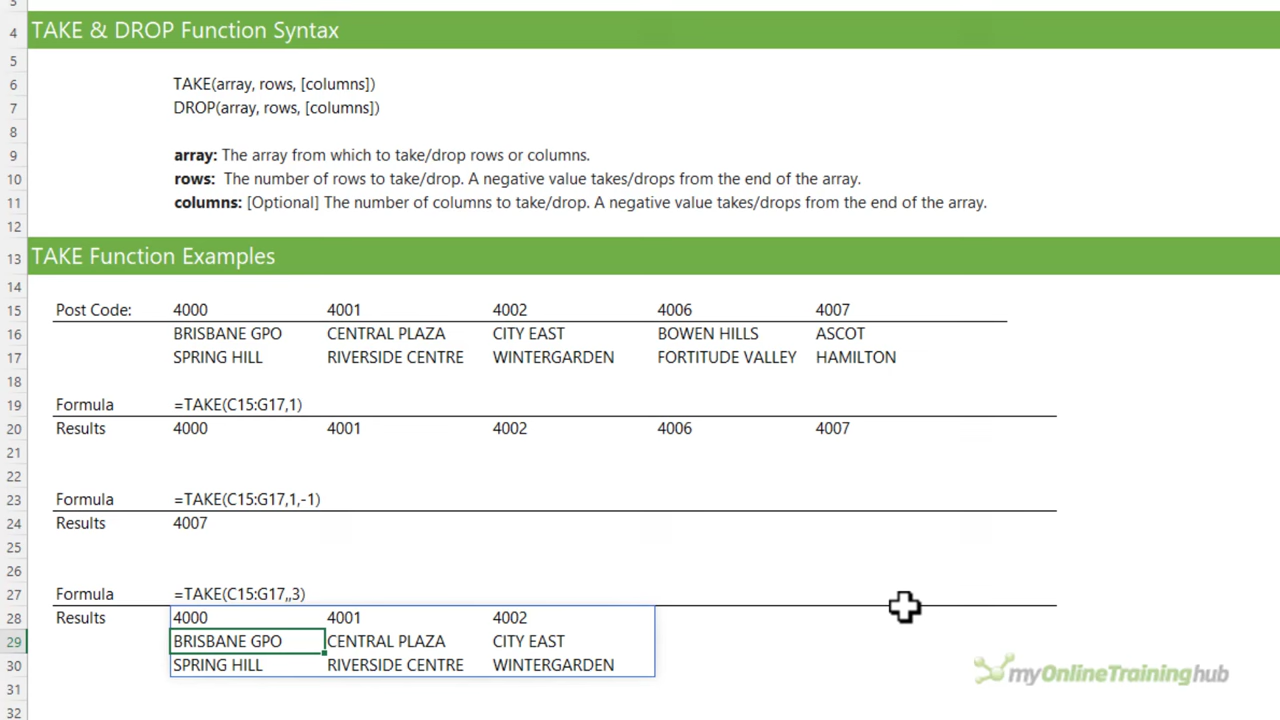 3
4 TAKE & DROP Function Syntax
5
6 TAKE(array, rows, [columns])
7 DROP(array, rows, [columns])
8
9 array: The array from which to take/drop rows or columns.
10 rows: The number of rows to take/drop. A negative value takes/drops from the end of the array.
11 columns: [Optional] The number of columns to take/drop. A negative value takes/drops from the end of the array.
12
13 TAKE Function Examples
14
15 Post Code: 4000 4001 4002 4006 4007
16 BRISBANE GPO CENTRAL PLAZA CITY EAST BOWEN HILLS ASCOT
17 SPRING HILL RIVERSIDE CENTRE WINTERGARDEN FORTITUDE VALLEY HAMILTON
18
19 Formula =TAKE(C15:G17,1)
20 Results 4000 4001 4002 4006 4007
21
22
23 Formula =TAKE(C15:G17,1,-1)
24 Results 4007
25
26
27 Formula =TAKE(C15:G17,,3)
28 Results 4000 4001 4002
29 BRISBANE GPO CENTRAL PLAZA CITY EAST
30 SPRING HILL RIVERSIDE CENTRE WINTERGARDEN
31
32
myOnlineTraininghub